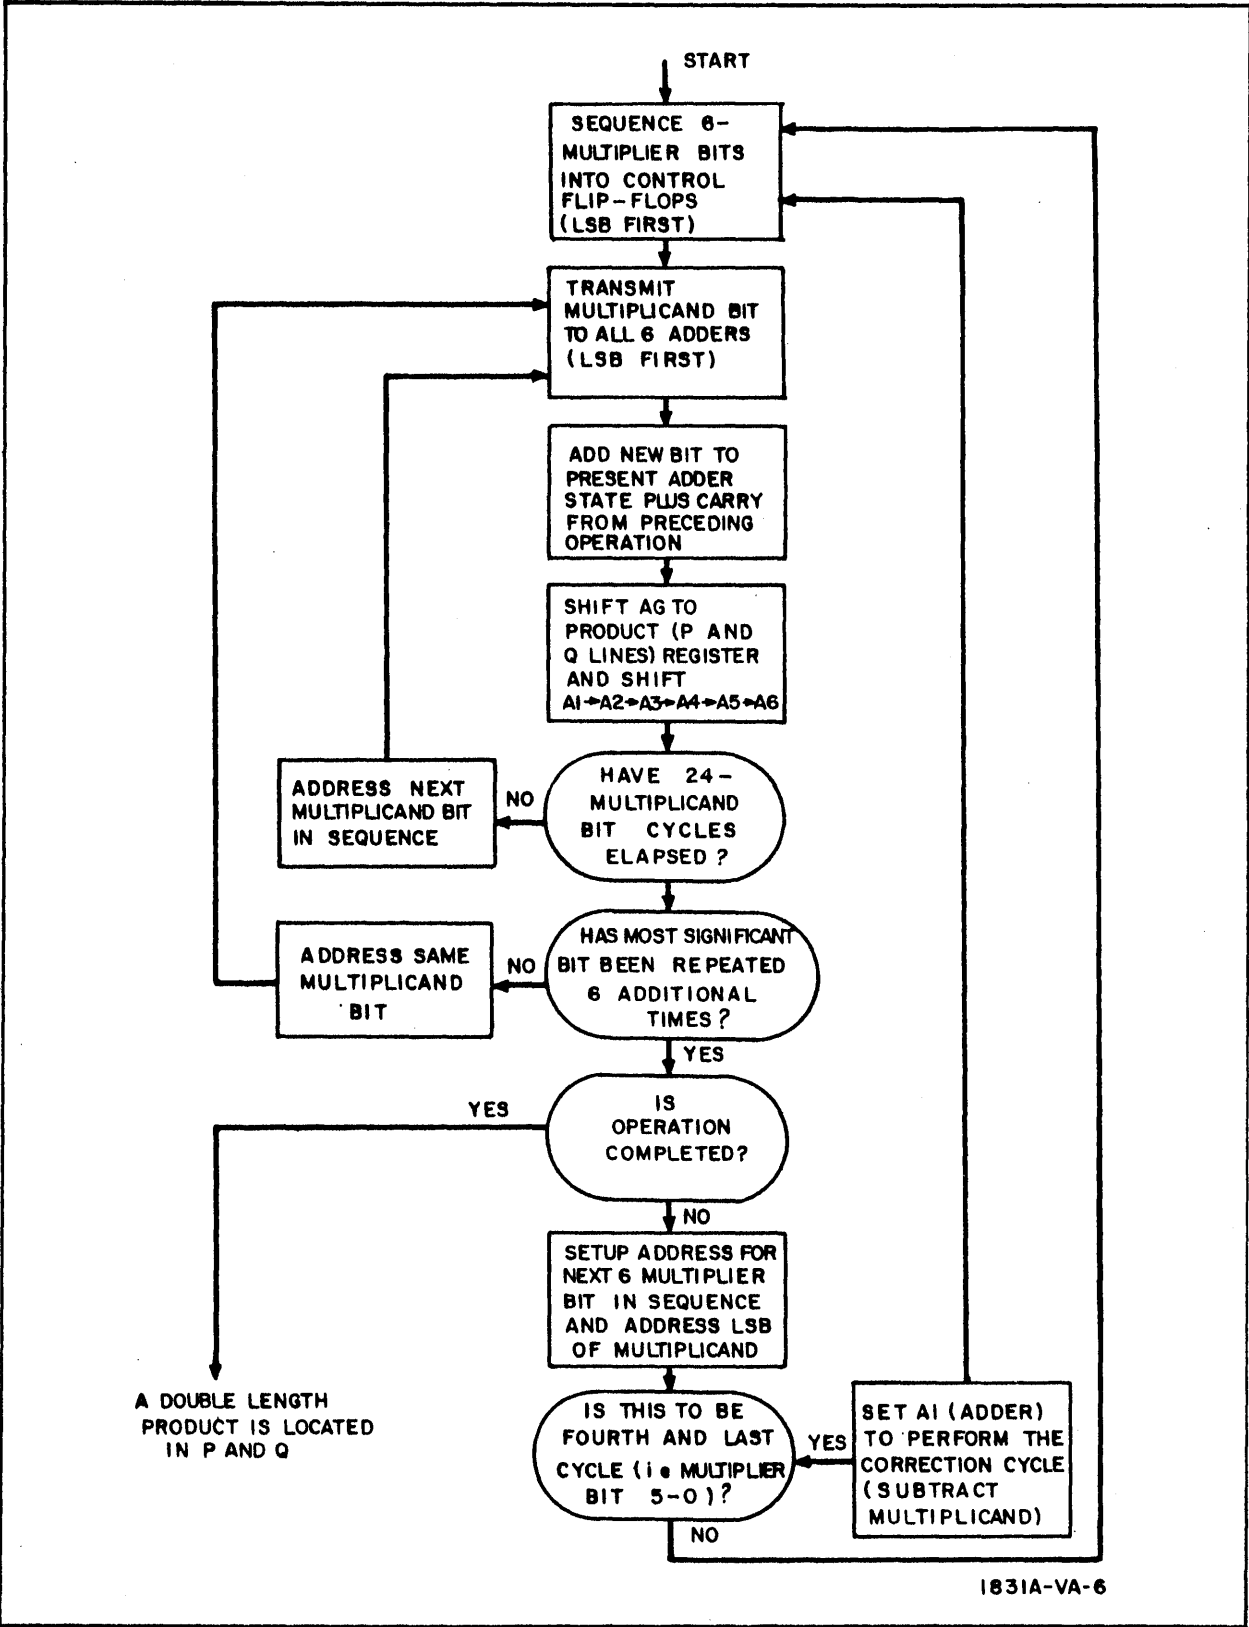 START
SEQUENCE 6-
MULTIPLIER BITS
INTO CONTROL
FLIP-FLOPS
(LSB FIRST)
TRANSMIT
MULTIPLICAND BIT
TO ALL 6 ADDERS
(LSB FIRST)
ADD NEW BIT TO
PRESENT ADDER
STATE PLUS CARRY
FROM PRECEDING
OPERATION
SHIFT AG TO
PRODUCT (P AND
Q LINES) REGISTER
AND SHIFT
A1→A2→A3→A4→A5→A6
HAVE 24-
MULTIPLICAND
BIT CYCLES
ELAPSED?
NO
ADDRESS NEXT
MULTIPLICAND BIT
IN SEQUENCE
HAS MOST SIGNIFICANT
BIT BEEN REPEATED
6 ADDITIONAL
TIMES?
NO
ADDRESS SAME
MULTIPLICAND
BIT
YES
IS
OPERATION
COMPLETED?
YES
A DOUBLE LENGTH
PRODUCT IS LOCATED
IN P AND Q
NO
SETUP ADDRESS FOR
NEXT 6 MULTIPLIER
BIT IN SEQUENCE
AND ADDRESS LSB
OF MULTIPLICAND
IS THIS TO BE
FOURTH AND LAST
CYCLE (i e MULTIPLIER
BIT 5-0)?
YES
SET A1 (ADDER)
TO PERFORM THE
CORRECTION CYCLE
(SUBTRACT
MULTIPLICAND)
NO
1831A-VA-6